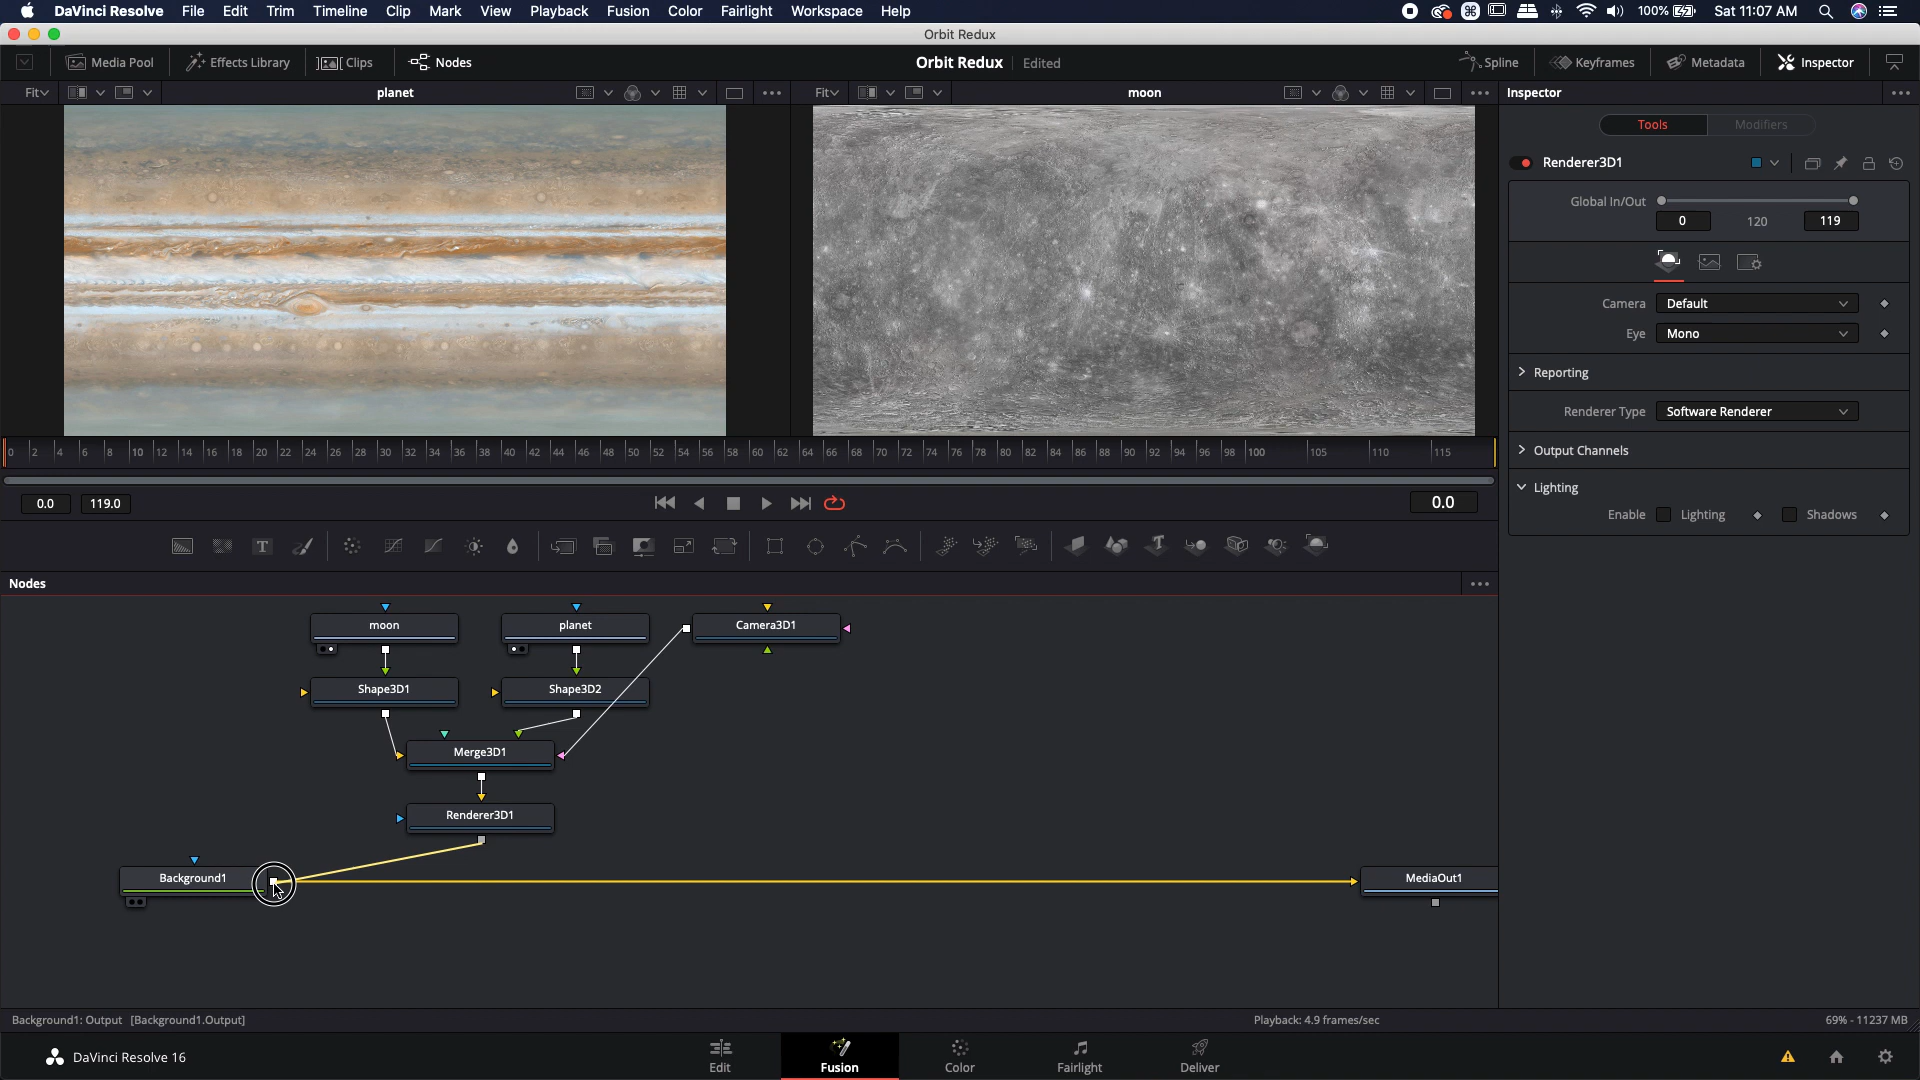 DaVinci Resolve File Edit Trim Timeline Clip Mark View Playback Fusion Color Fairlight Workspace Help 100% Sat 11:07 AM
Orbit Redux
Media Pool Effects Library Clips Nodes Orbit Redux Edited Spline Keyframes Metadata Inspector
Fit planet Fit moon Inspector
Tools Modifiers
Renderer3D1
Global In/Out
0 120 119
Camera Default
Eye Mono
Reporting
Renderer Type Software Renderer
Output Channels
Lighting
Enable Lighting Shadows
0 2 4 6 8 10 12 14 16 18 20 22 24 26 28 30 32 34 36 38 40 42 44 46 48 50 52 54 56 58 60 62 64 66 68 70 72 74 76 78 80 82 84 86 88 90 92 94 96 98 100 105 110 115
0.0 119.0 0.0
Nodes
moon planet Camera3D1
Shape3D1 Shape3D2
Merge3D1
Renderer3D1
Background1 MediaOut1
Background1: Output [Background1.Output] Playback: 4.9 frames/sec 69% - 11237 MB
DaVinci Resolve 16 Edit Fusion Color Fairlight Deliver